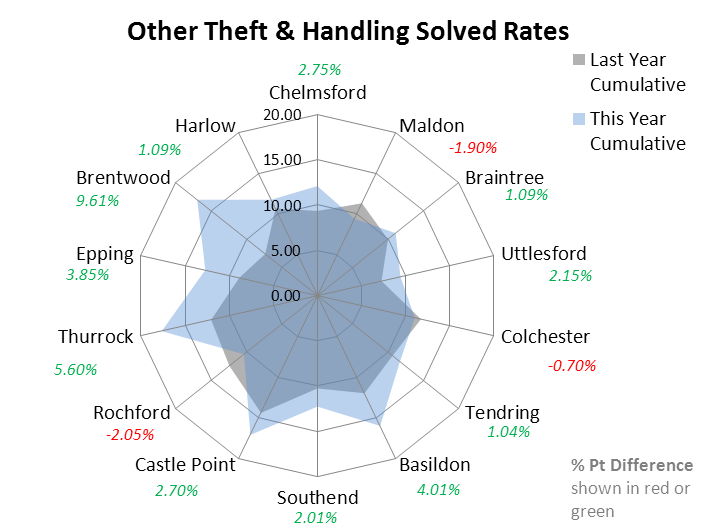 Other Theft & Handling Solved Rates
Last Year
Cumulative
This Year
Cumulative
2.75%
Chelmsford
20.00
15.00
10.00
5.00
0.00
Maldon
-1.90%
Braintree
1.09%
Uttlesford
2.15%
Colchester
-0.70%
Tendring
1.04%
Basildon
4.01%
Southend
2.01%
Castle Point
2.70%
Rochford
-2.05%
Thurrock
5.60%
Epping
3.85%
Brentwood
9.61%
Harlow
1.09%
% Pt Difference
shown in red or
green